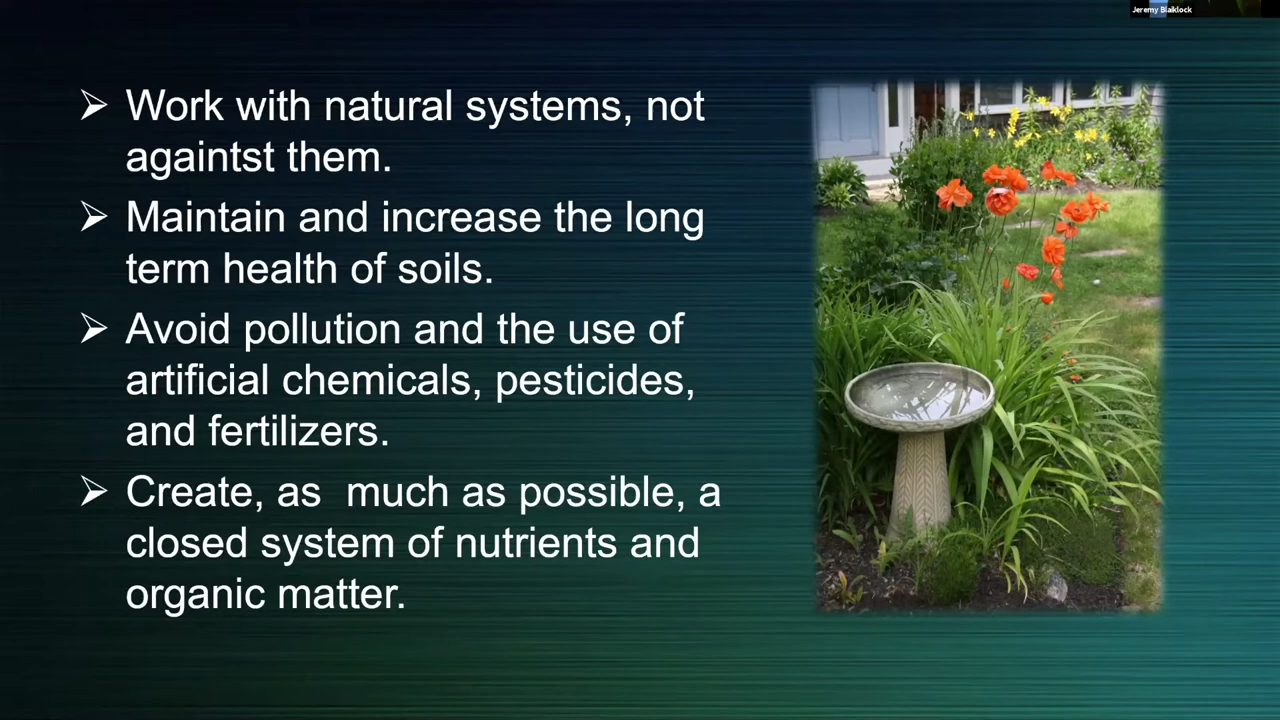 Jeremy Blaiklock
➢ Work with natural systems, not
againtst them.
➢ Maintain and increase the long
term health of soils.
➢ Avoid pollution and the use of
artificial chemicals, pesticides,
and fertilizers.
➢ Create, as  much as possible, a
closed system of nutrients and
organic matter.